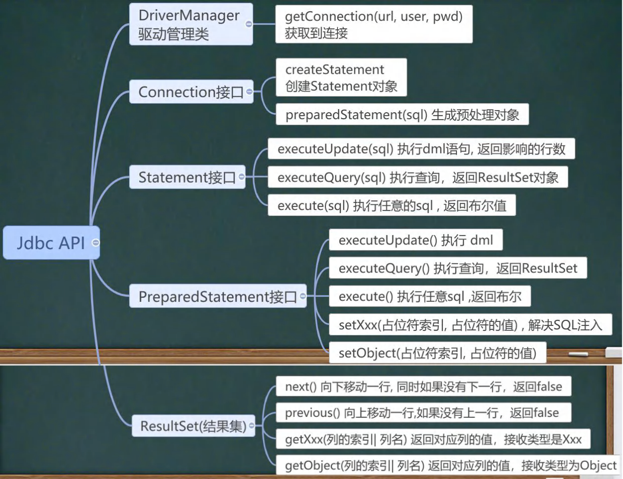 Jdbc API
DriverManager
驱动管理类
getConnection(url, user, pwd)
获取到连接
Connection接口
createStatement
创建Statement对象
preparedStatement(sql) 生成预处理对象
Statement接口
executeUpdate(sql) 执行dml语句, 返回影响的行数
executeQuery(sql) 执行查询，返回ResultSet对象
execute(sql) 执行任意的sql , 返回布尔值
PreparedStatement接口
executeUpdate() 执行 dml
executeQuery() 执行查询，返回ResultSet
execute() 执行任意sql ,返回布尔
setXxx(占位符索引, 占位符的值) , 解决SQL注入
setObject(占位符索引, 占位符的值)
ResultSet(结果集)
next() 向下移动一行, 同时如果没有下一行，返回false
previous() 向上移动一行,如果没有上一行，返回false
getXxx(列的索引| 列名) 返回对应列的值，接收类型是Xxx
getObject(列的索引| 列名) 返回对应列的值，接收类型为Object